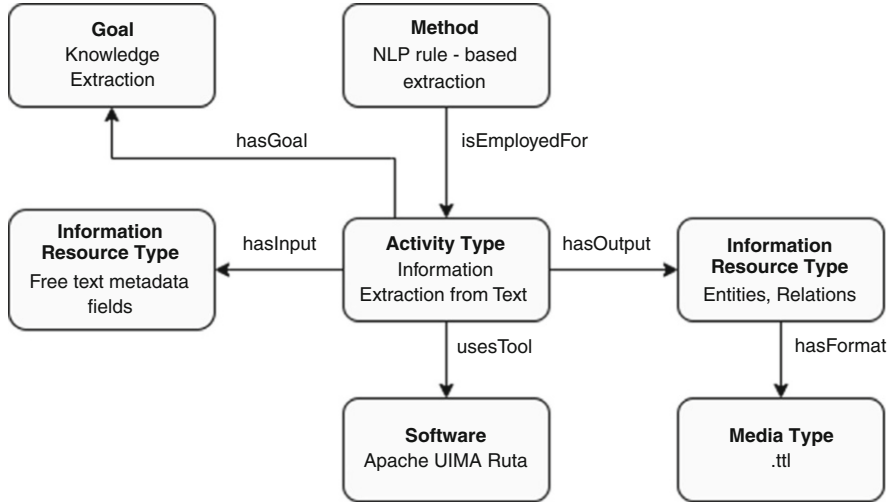 Goal
Knowledge
Extraction
Method
NLP rule - based
extraction
hasGoal
isEmployedFor
Information
Resource Type
Free text metadata
fields
hasInput
Activity Type
Information
Extraction from Text
hasOutput
Information
Resource Type
Entities, Relations
usesTool
hasFormat
Software
Apache UIMA Ruta
Media Type
.ttl